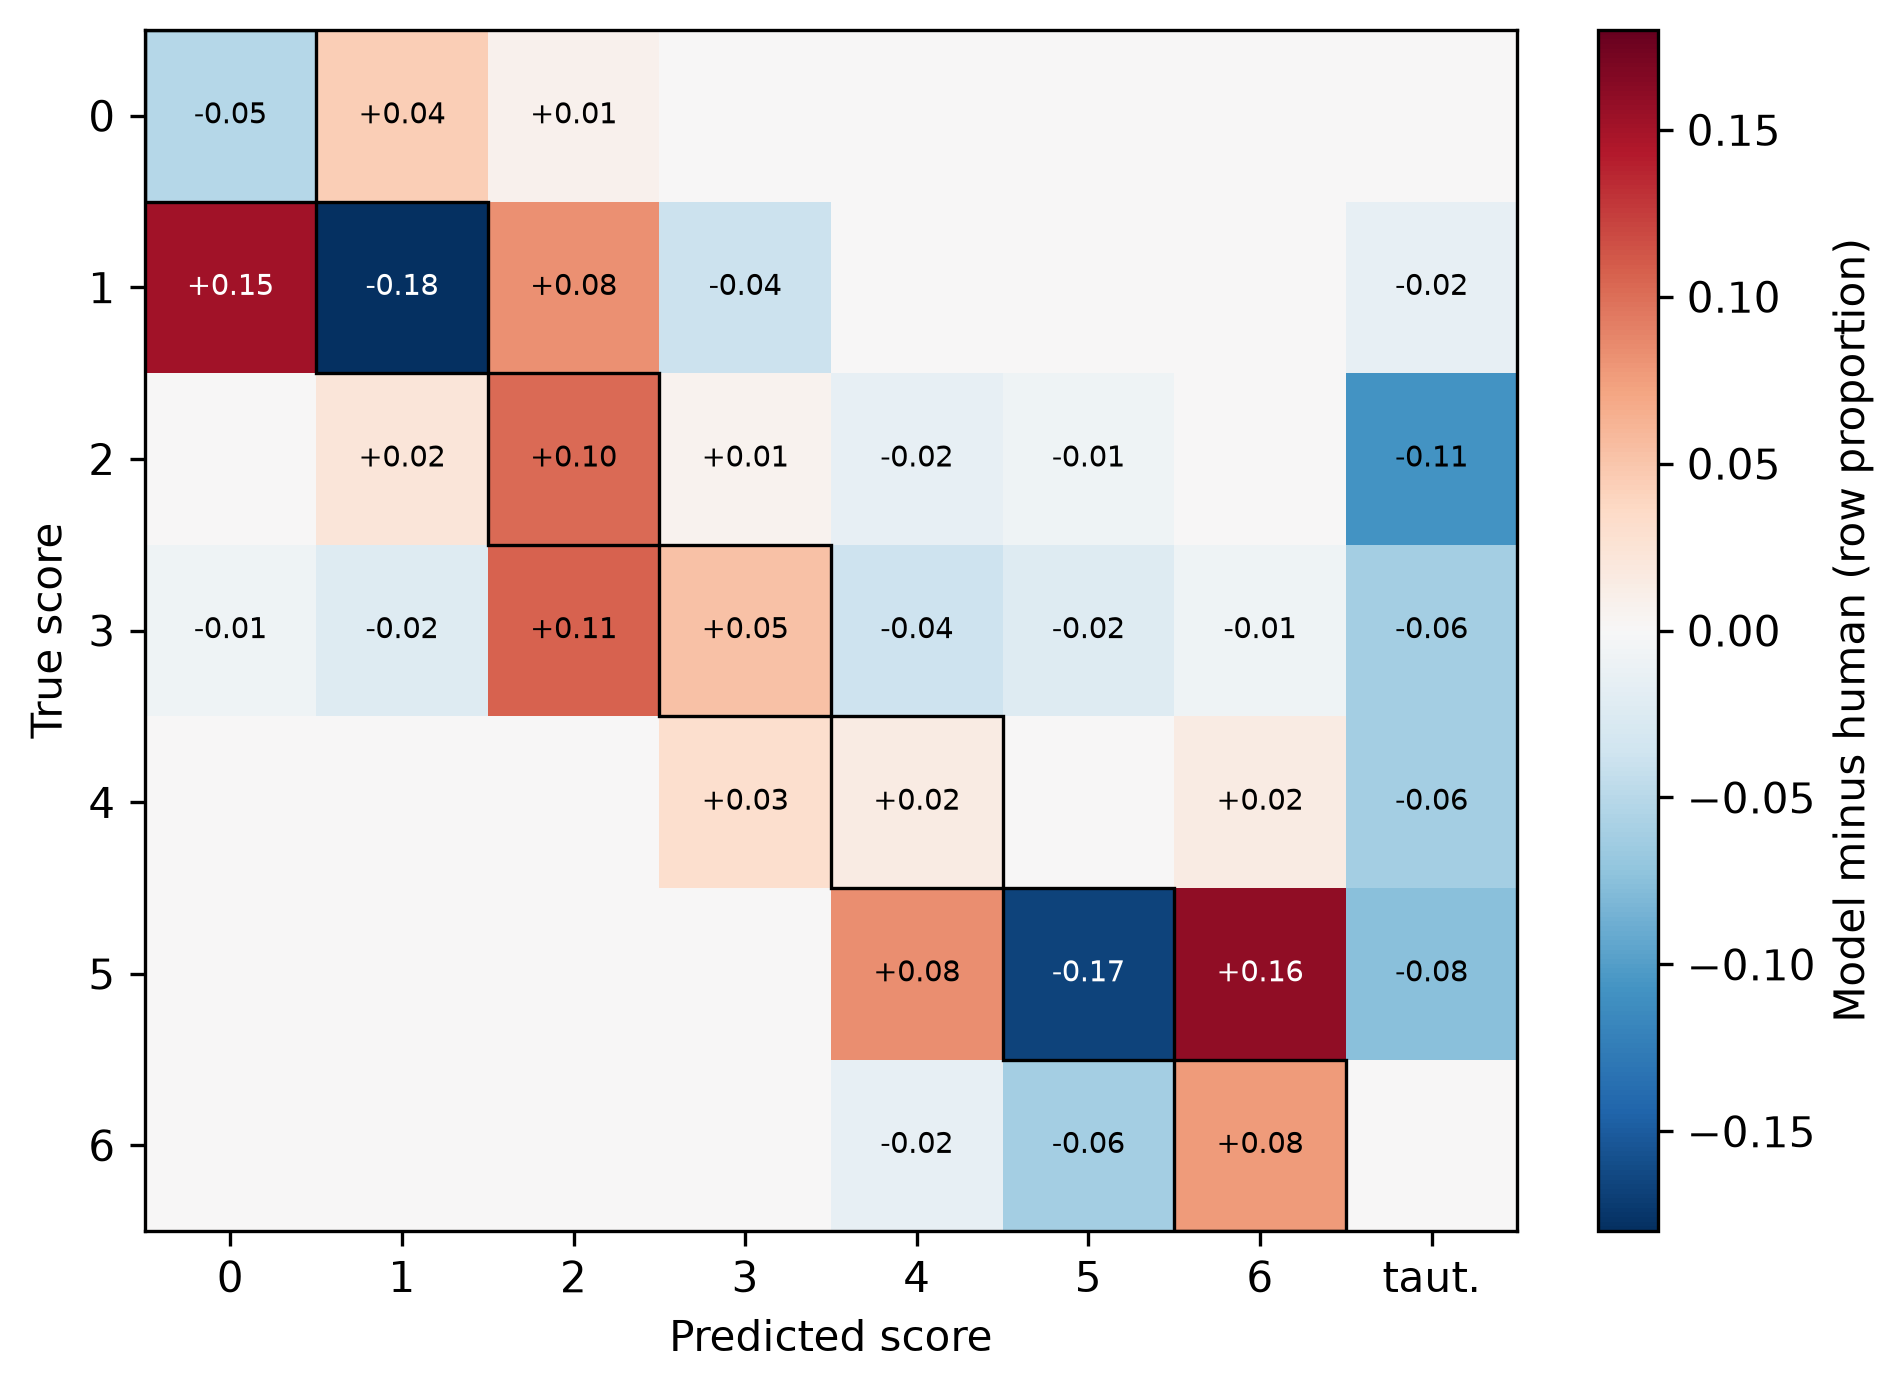 0 -0.05 +0.04 +0.01
1 +0.15 -0.18 +0.08 -0.04 -0.02
2 +0.02 +0.10 +0.01 -0.02 -0.01 -0.11
3 -0.01 -0.02 +0.11 +0.05 -0.04 -0.02 -0.01 -0.06
4 +0.03 +0.02 +0.02 -0.06
5 +0.08 -0.17 +0.16 -0.08
6 -0.02 -0.06 +0.08
0 1 2 3 4 5 6 taut.
Predicted score
True score
0.15
0.10
0.05
0.00
−0.05
−0.10
−0.15
Model minus human (row proportion)